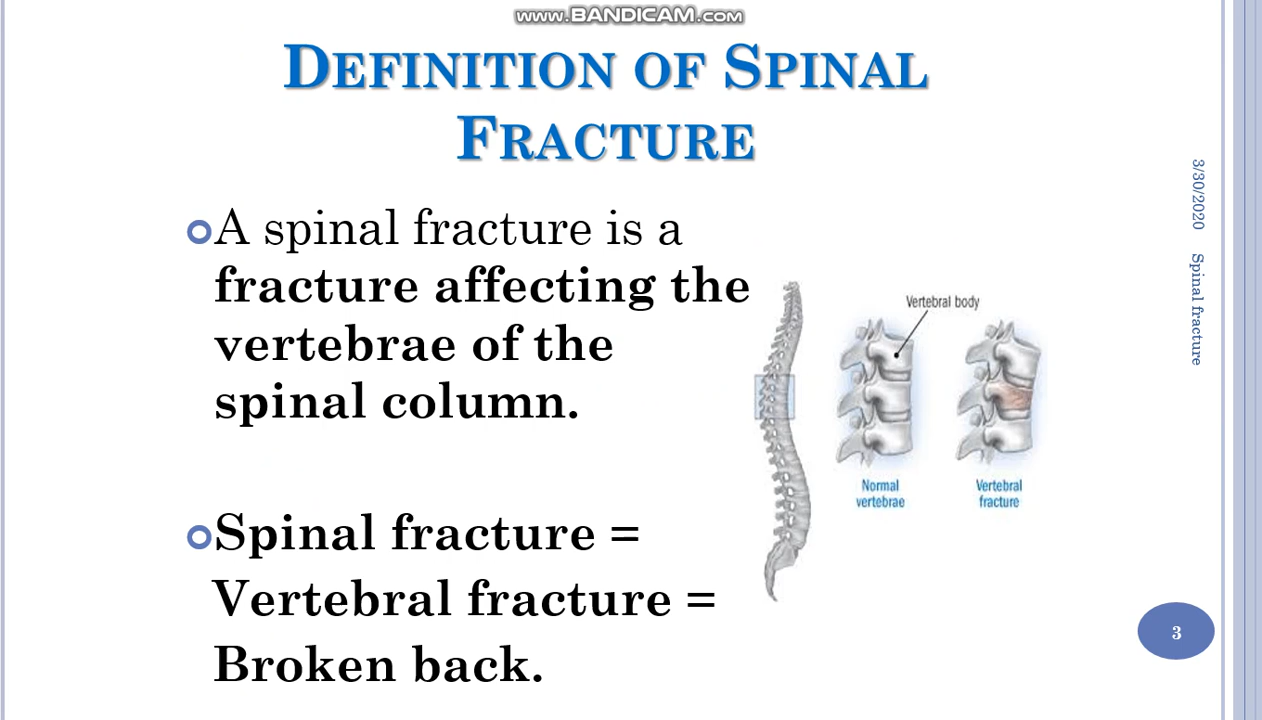 www.BANDICAM.com
Definition of Spinal
Fracture
A spinal fracture is a
fracture affecting the
vertebrae of the
spinal column.
Spinal fracture =
Vertebral fracture =
Broken back.
Vertebral body
Normal
vertebrae
Vertebral
fracture
3/30/2020
Spinal fracture
3